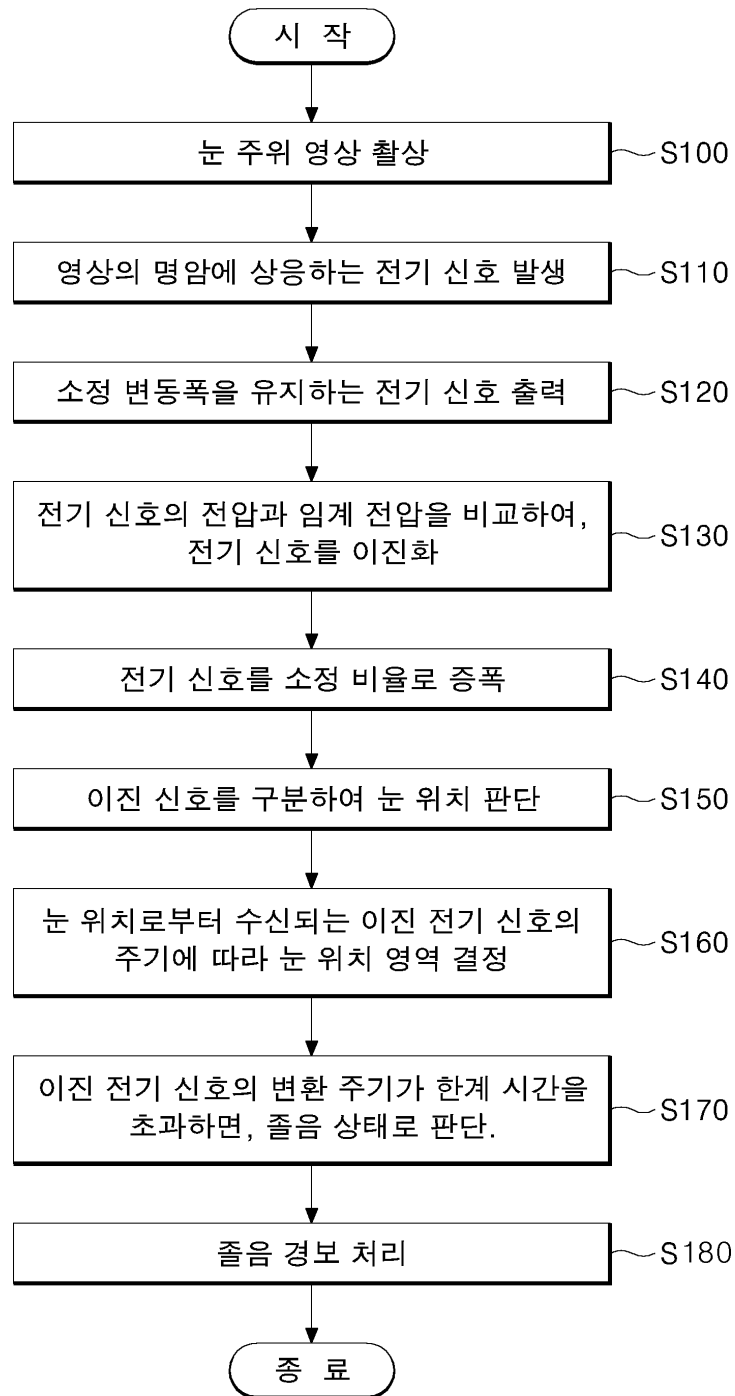 시 작
눈 주위 영상 촬상
S100
영상의 명암에 상응하는 전기 신호 발생
S110
소정 변동폭을 유지하는 전기 신호 출력
S120
전기 신호의 전압과 임계 전압을 비교하여,
전기 신호를 이진화
S130
전기 신호를 소정 비율로 증폭
S140
이진 신호를 구분하여 눈 위치 판단
S150
눈 위치로부터 수신되는 이진 전기 신호의
주기에 따라 눈 위치 영역 결정
S160
이진 전기 신호의 변환 주기가 한계 시간을
초과하면, 졸음 상태로 판단.
S170
졸음 경보 처리
S180
종 료